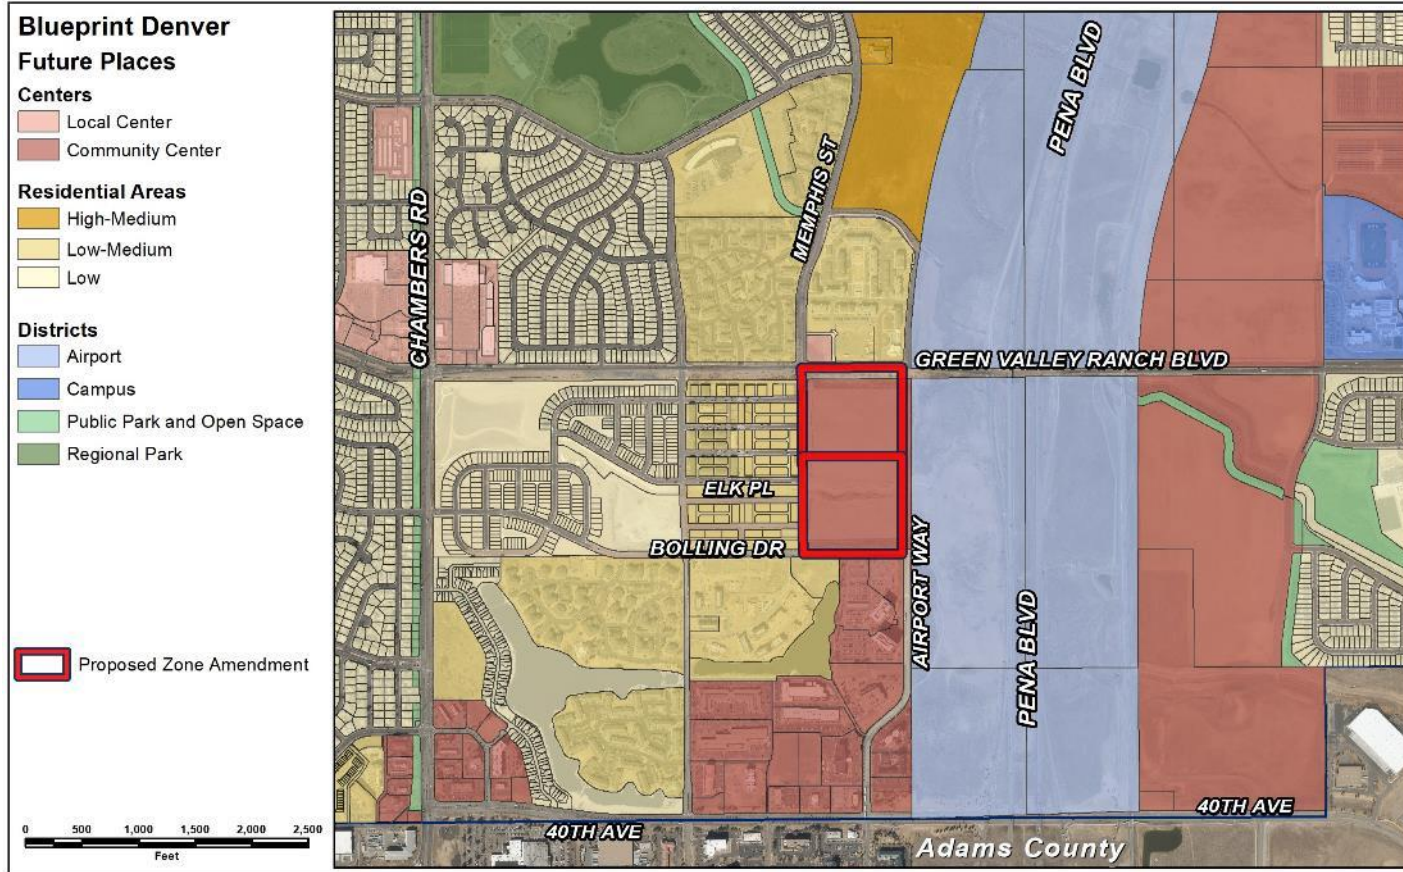 Blueprint Denver
Future Places
Centers
Local Center
Community Center
Residential Areas
High-Medium
Low-Medium
Low
Districts
Airport
Campus
Public Park and Open Space
Regional Park
Proposed Zone Amendment
0 500 1,000 1,500 2,000 2,500
Feet
PENA BLVD
MEMPHIS ST
CHAMBERS RD
GREEN VALLEY RANCH BLVD
ELK PL
BOLLING DR
AIRPORT WAY
PENA BLVD
40TH AVE
40TH AVE
Adams County